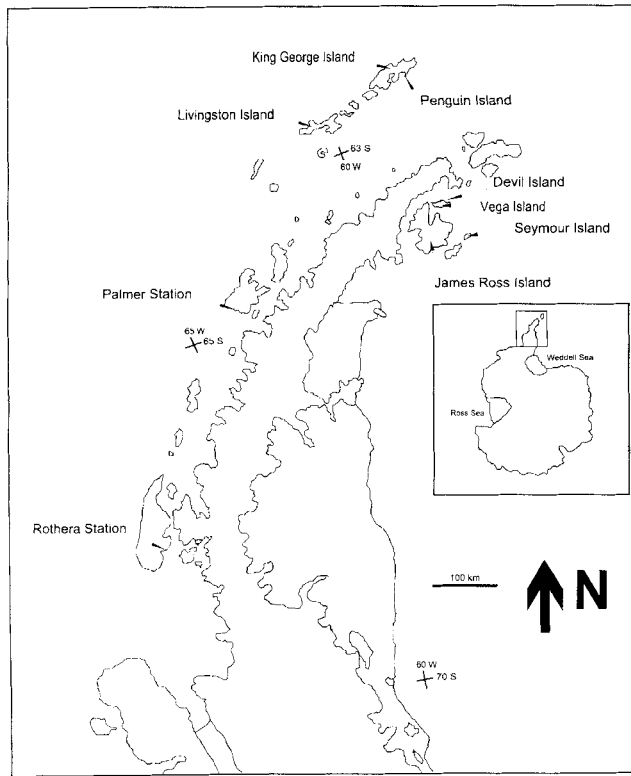 King George Island
Penguin Island
Livingston Island
63 S
60 W
Devil Island
Vega Island
Seymour Island
James Ross Island
Palmer Station
65 W
65 S
Weddell Sea
Ross Sea
Rothera Station
100 km
N
60 W
70 S